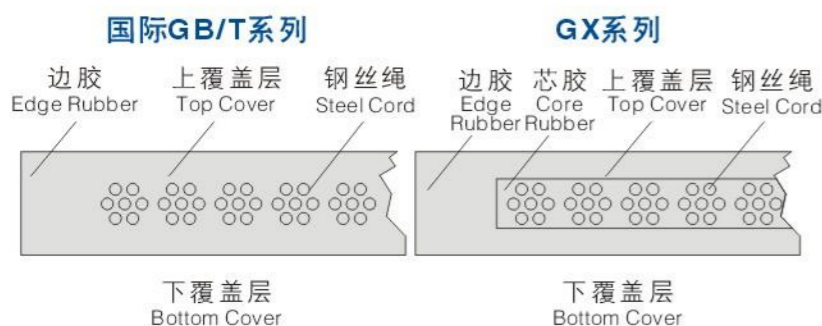 国际GB/T系列
边胶
Edge Rubber
上覆盖层
Top Cover
钢丝绳
Steel Cord
下覆盖层
Bottom Cover
GX系列
边胶
Edge
Rubber
芯胶
Core
Rubber
上覆盖层
Top Cover
钢丝绳
Steel Cord
下覆盖层
Bottom Cover